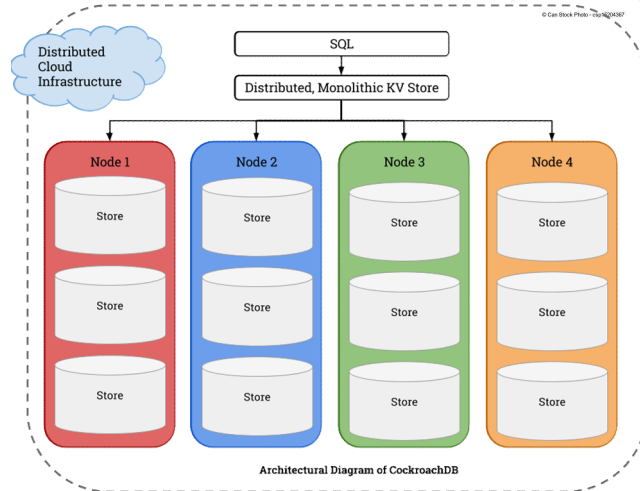 © Can Stock Photo - csp16204367
Distributed
Cloud
Infrastructure
SQL
Distributed, Monolithic KV Store
Node 1
Node 2
Node 3
Node 4
Store
Store
Store
Store
Store
Store
Store
Store
Store
Store
Store
Store
Architectural Diagram of CockroachDB